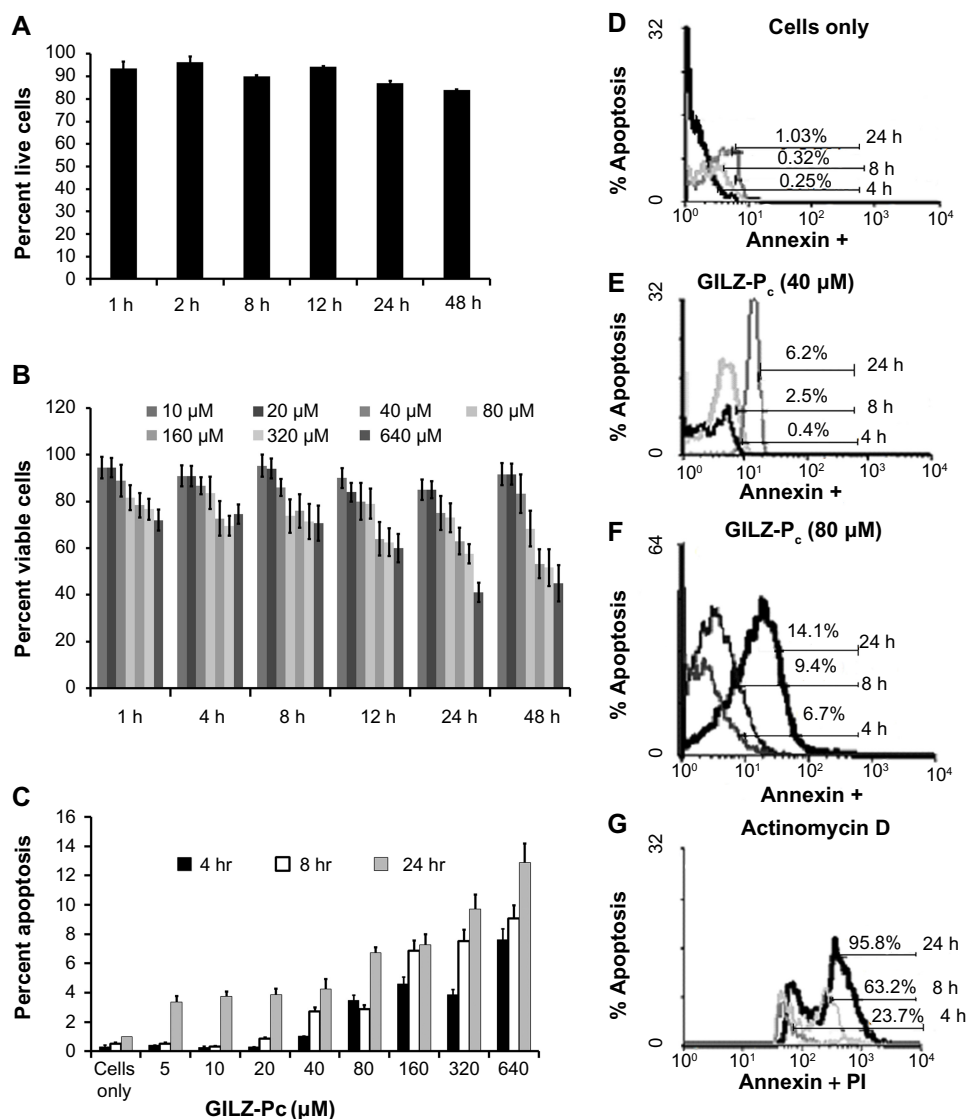 A
Percent live cells
100
90
80
70
60
50
40
30
20
10
0
1 h 2 h 8 h 12 h 24 h 48 h
B
Percent viable cells
120
100
80
60
40
20
0
10 µM 20 µM 40 µM 80 µM
160 µM 320 µM 640 µM
1 h 4 h 8 h 12 h 24 h 48 h
C
Percent apoptosis
16
14
12
10
8
6
4
2
0
4 hr 8 hr 24 hr
Cells only 5 10 20 40 80 160 320 640
GILZ-Pc (µM)
D
Cells only
32
% Apoptosis
0
1.03% 24 h
0.32% 8 h
0.25% 4 h
10⁰ 10¹ 10² 10³ 10⁴
Annexin +
E
GILZ-Pc (40 µM)
32
% Apoptosis
0
6.2% 24 h
2.5% 8 h
0.4% 4 h
10⁰ 10¹ 10² 10³ 10⁴
Annexin +
F
GILZ-Pc (80 µM)
64
% Apoptosis
0
14.1% 24 h
9.4% 8 h
6.7% 4 h
10⁰ 10¹ 10² 10³ 10⁴
Annexin +
G
Actinomycin D
32
% Apoptosis
0
95.8% 24 h
63.2% 8 h
23.7% 4 h
10⁰ 10¹ 10² 10³ 10⁴
Annexin + PI